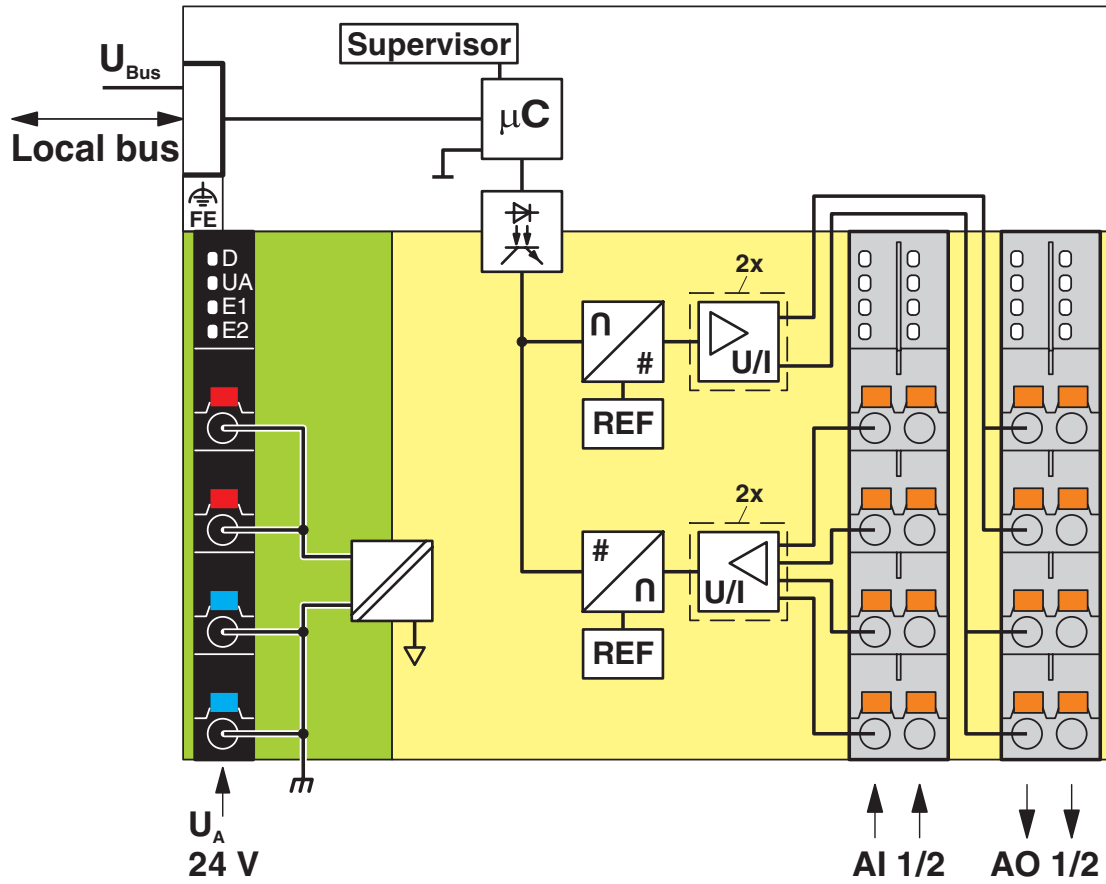 Supervisor
U Bus
μC
Local bus
FE
D
UA
E1
E2
2x
∩
#
U/I
REF
2x
#
∩
U/I
REF
U A
24 V
AI 1/2
AO 1/2